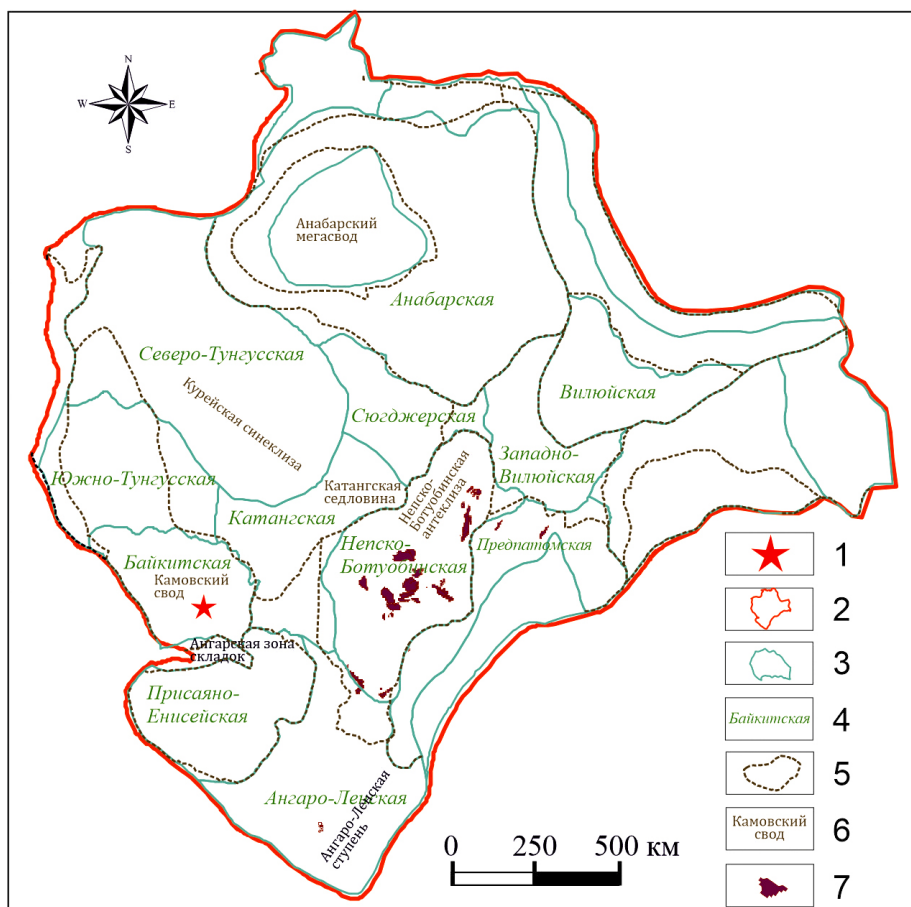 N
W
E
S
Анабарский
мегасвод
Анабарская
Северо-Тунгусская
Курейская синеклиза
Сюгджерская
Вилюйская
Западно-
Вилюйская
Южно-Тунгусская
Катангская
седловина
Непско-
Ботуобинская
антеклиза
Катангская
Непско-
Ботуобинская
Предпатомская
Байкитская
Камовский
свод
Ангарская зона
складок
Присаяно-
Енисейская
Ангаро-Ленская
Ангаро-Ленская
ступень
0 250 500 км
1
2
3
Байкитская 4
5
Камовский
свод
6
7